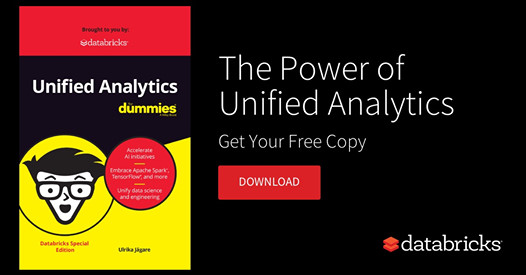 Brought to you by:
databricks
Unified Analytics
for
dummies
A Wiley Brand
Accelerate
AI initiatives
Embrace Apache Spark®,
TensorFlow®, and more
Unify data science
and engineering
Databricks Special
Edition
Ulrika Jägare
The Power of
Unified Analytics
Get Your Free Copy
DOWNLOAD
databricks